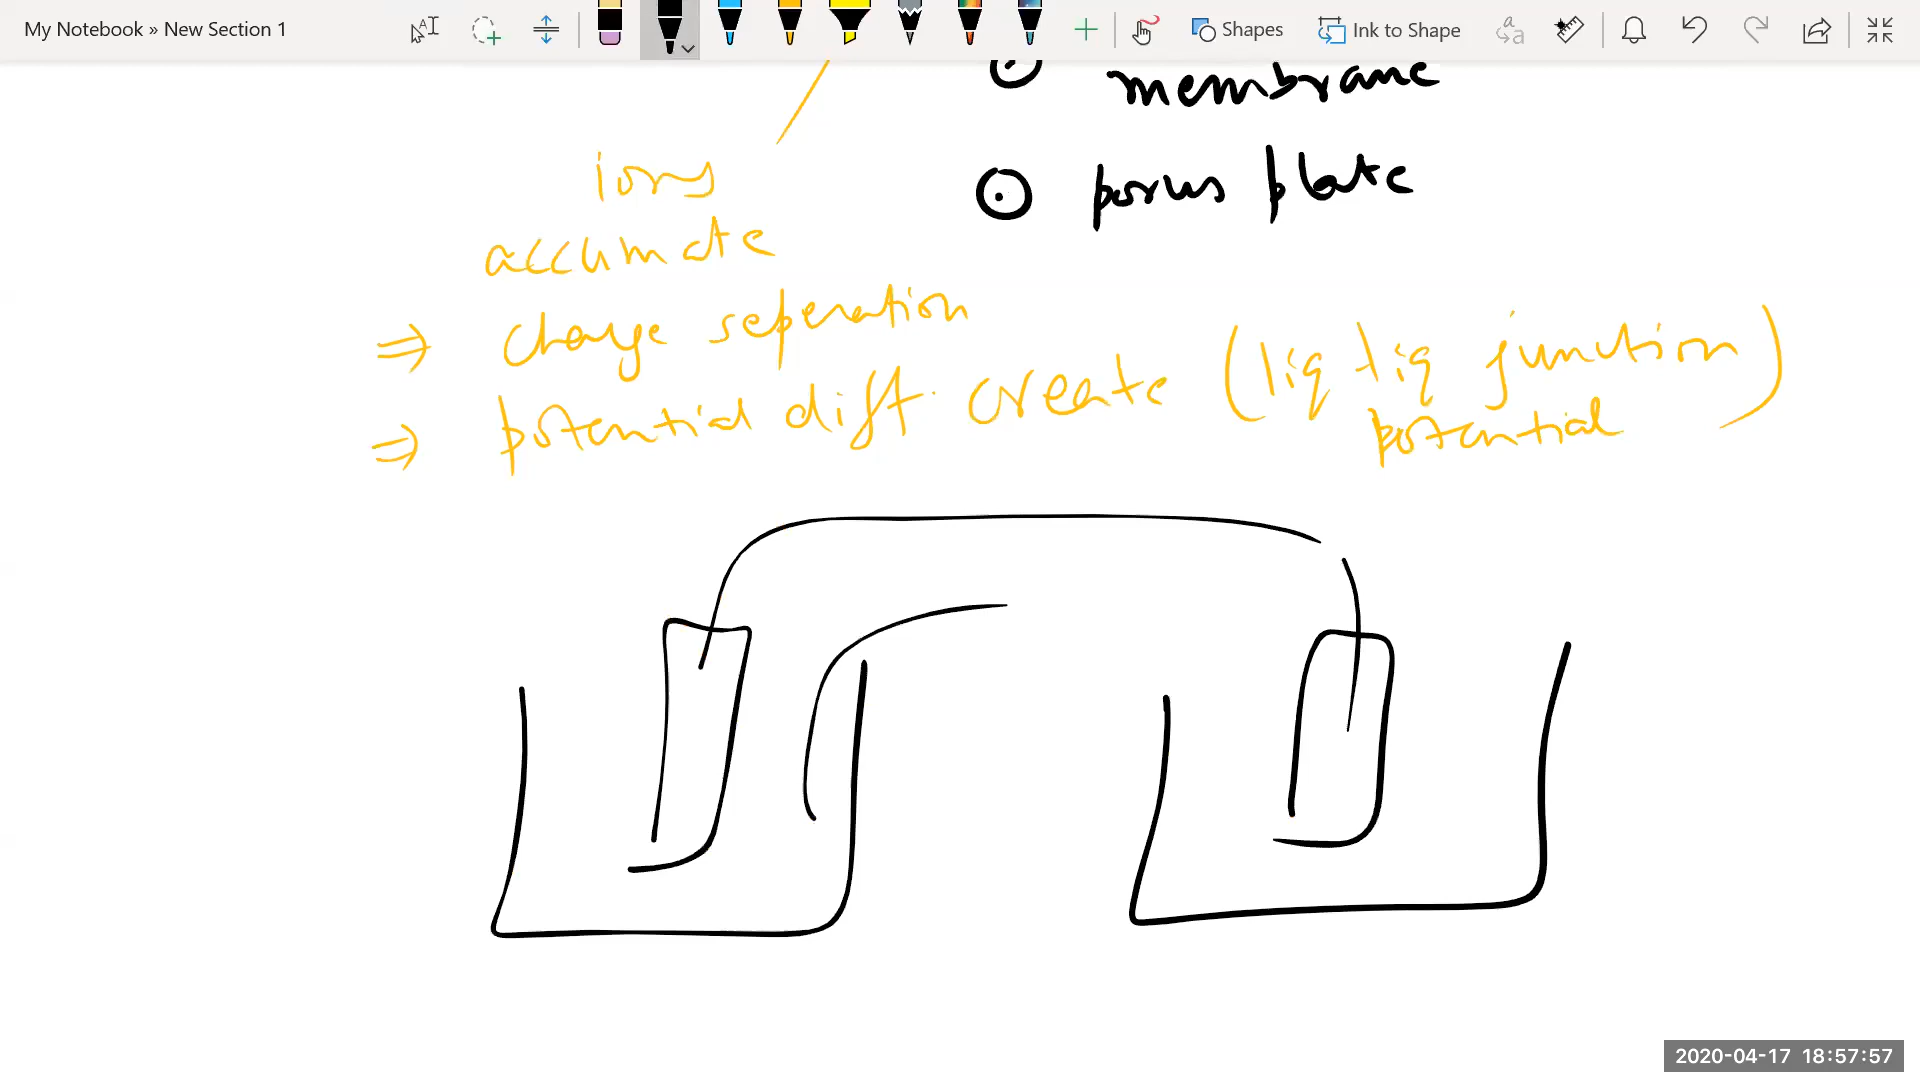 My Notebook » New Section 1
Shapes
Ink to Shape
membrane
porus plate
ions
accumate
⇒ charge seperation
⇒ potential diff. create (liq-liq junction potential)
2020-04-17 18:57:57